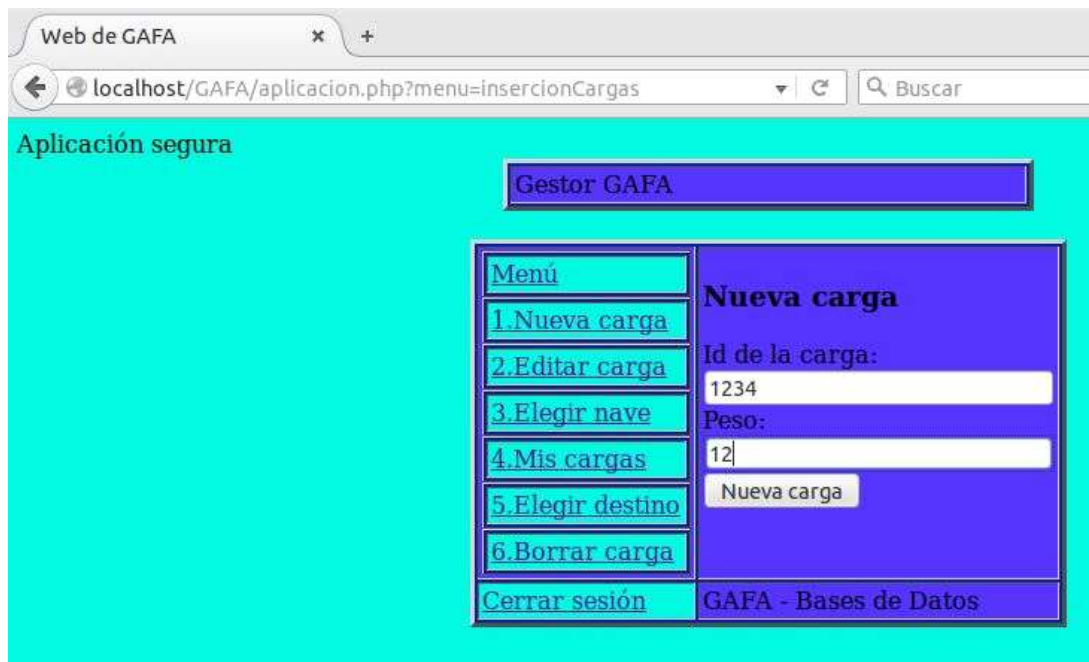 Web de GAFA
localhost/GAFA/aplicacion.php?menu=insercionCargas
Buscar
Aplicación segura
Gestor GAFA
Menú
1.Nueva carga
2.Editar carga
3.Elegir nave
4.Mis cargas
5.Elegir destino
6.Borrar carga
Nueva carga
Id de la carga:
1234
Peso:
12
Nueva carga
Cerrar sesión
GAFA - Bases de Datos